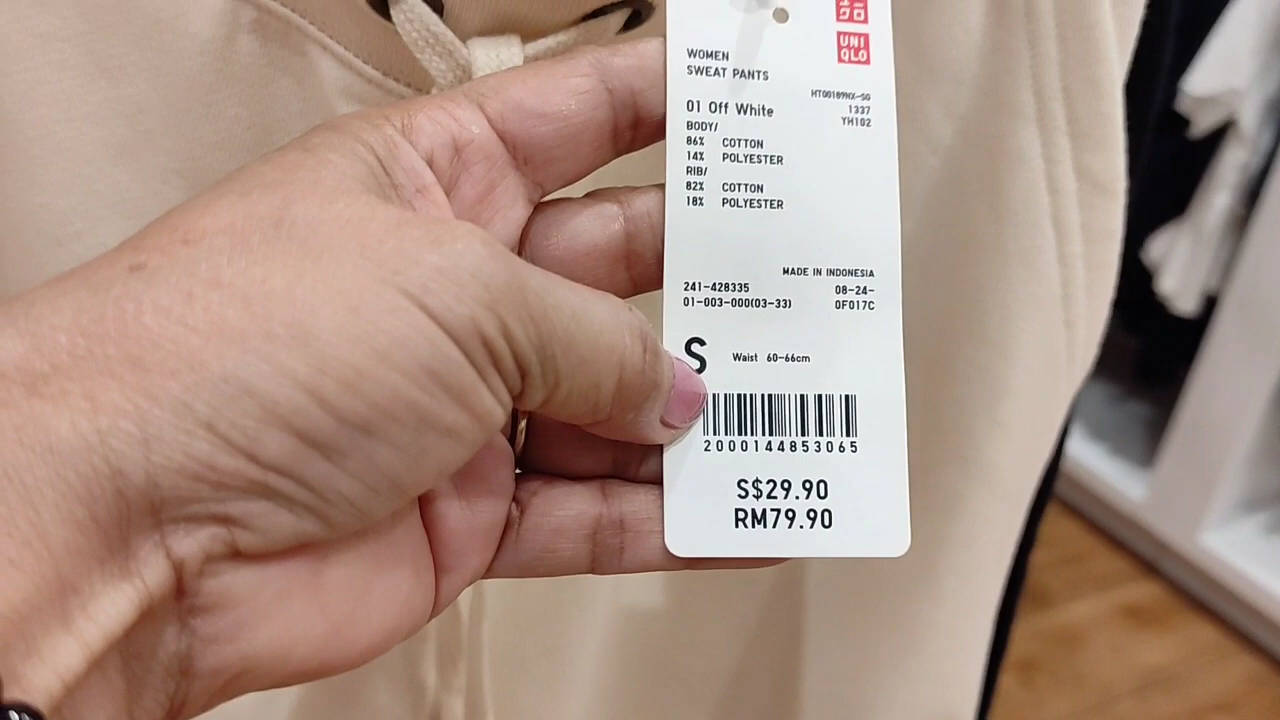 UNI
QLO
WOMEN
SWEAT PANTS
01 Off White
1337
YH102
BODY/
86% COTTON
14% POLYESTER
RIB/
82% COTTON
18% POLYESTER
MADE IN INDONESIA
241-428335 08-24-
01-003-000(03-33) 0F017C
S Waist 60-66cm
2000144853065
S$29.90
RM79.90